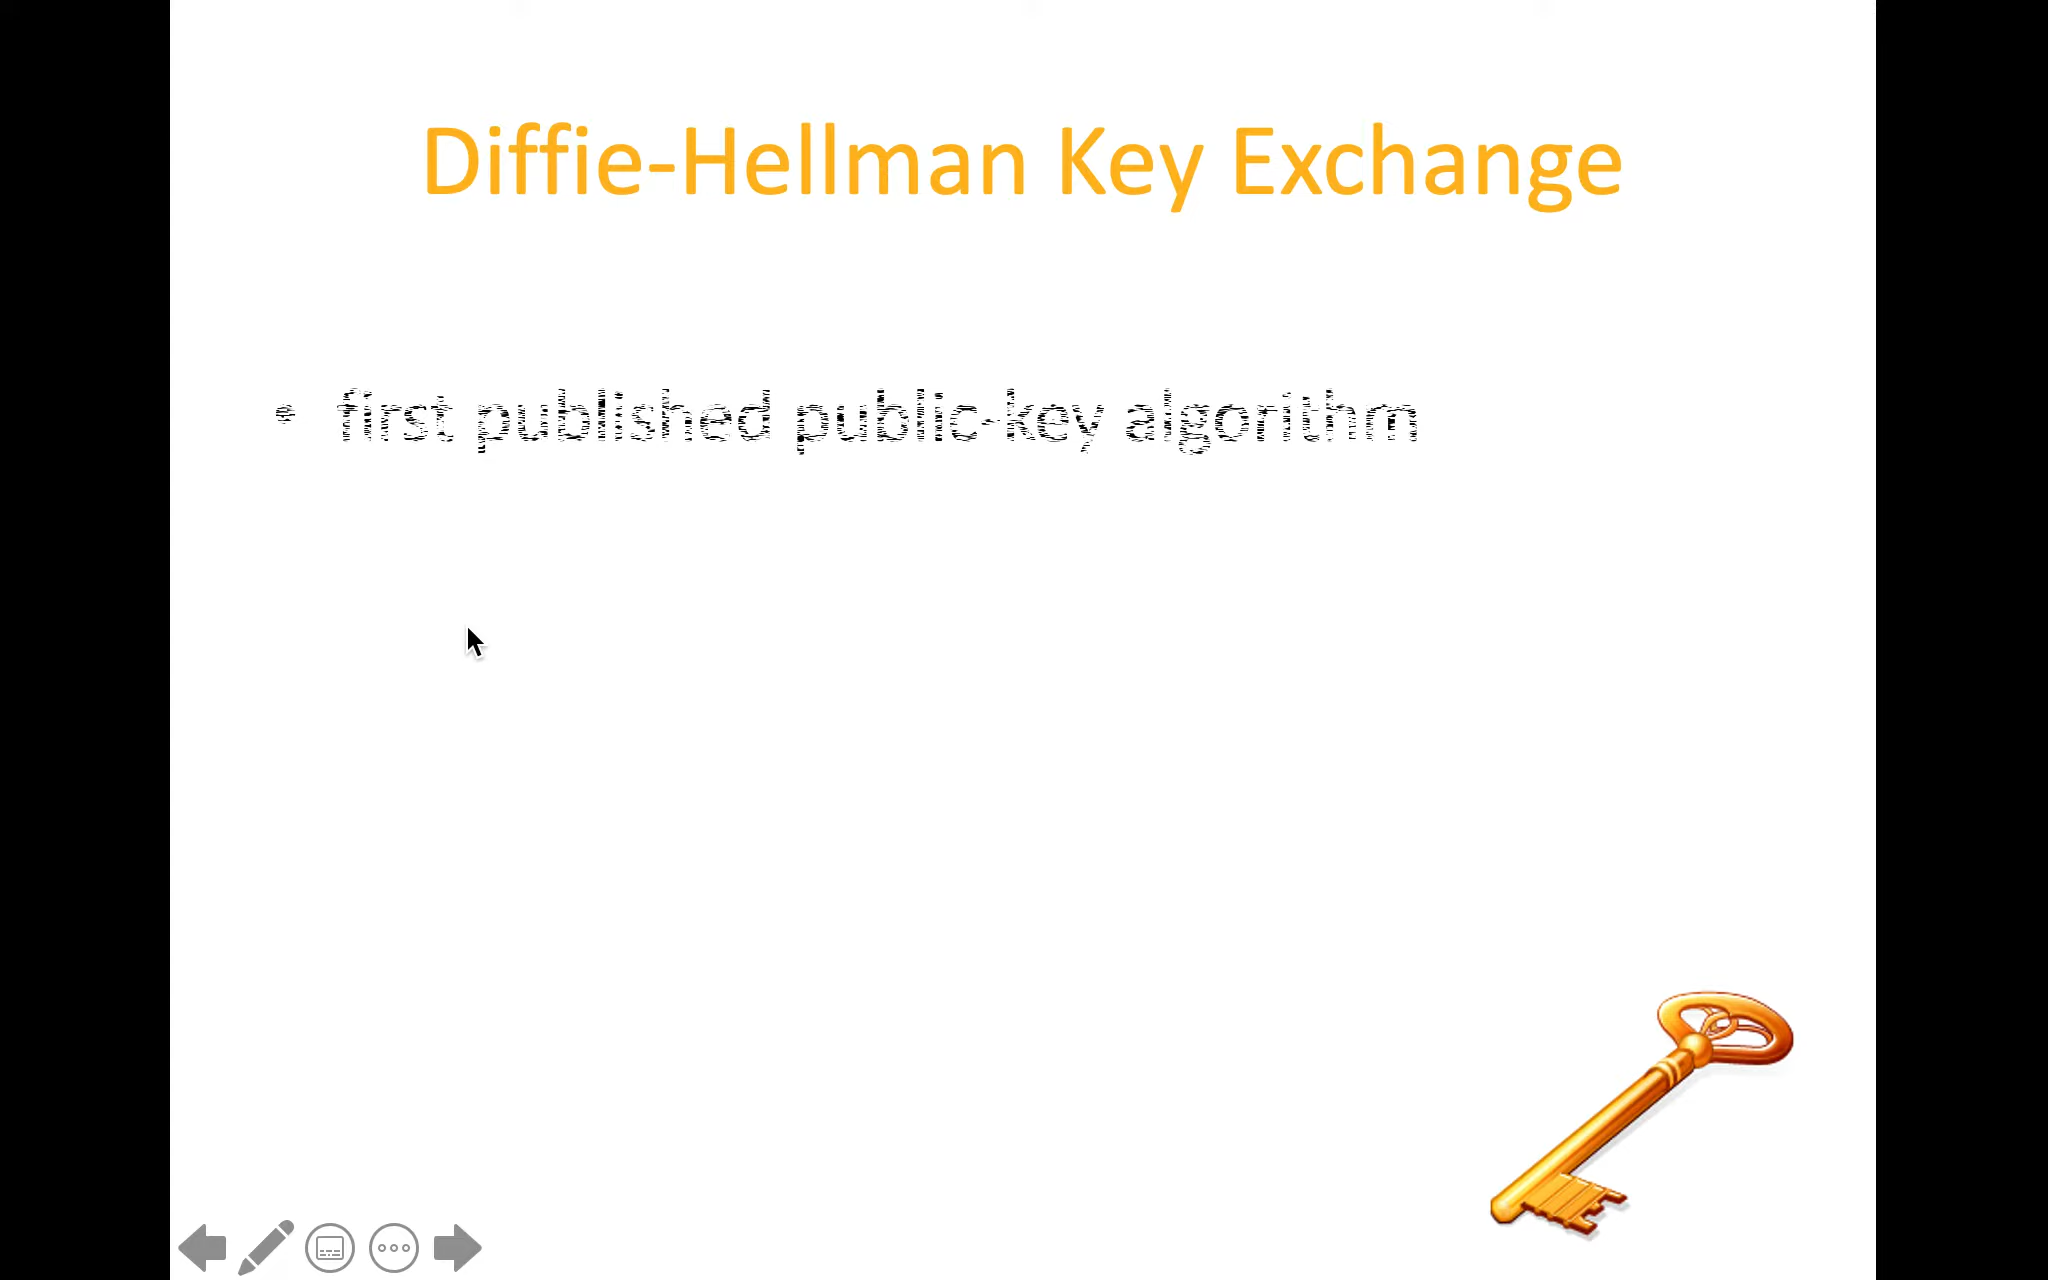 Diffie-Hellman Key Exchange
• first published public-key algorithm